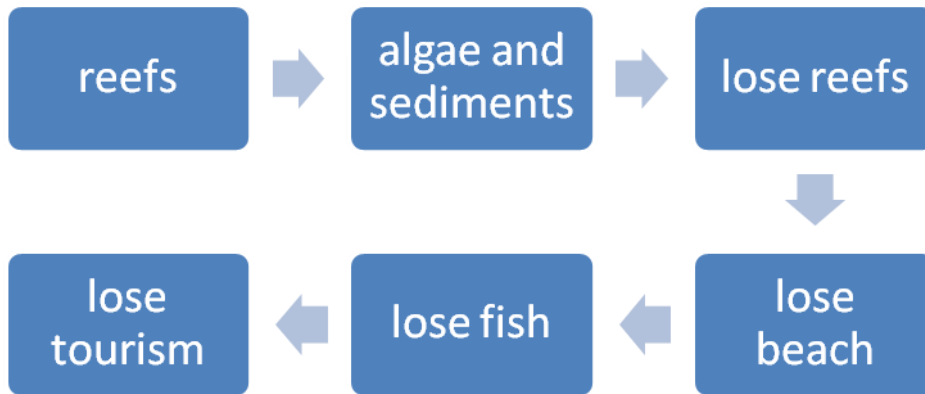 reefs
algae and
sediments
lose reefs
lose
beach
lose fish
lose
tourism